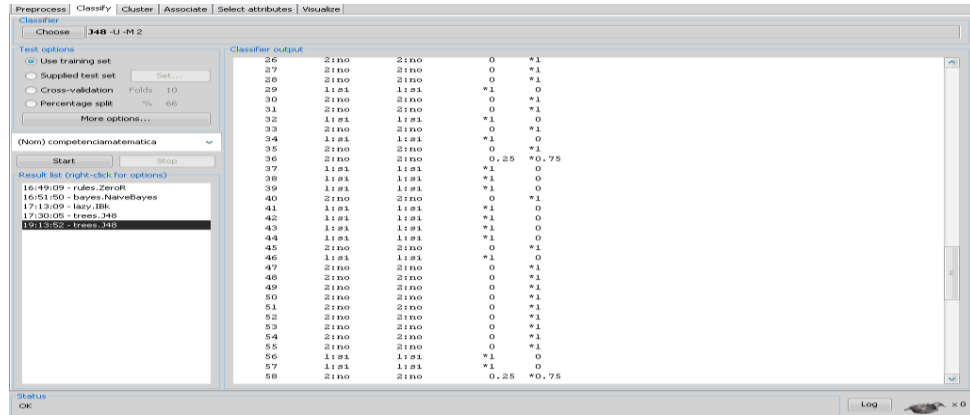 Preprocess Classify Cluster Associate Select attributes Visualize
Classifier
Choose J48 -U -M 2
Test options
Use training set
Supplied test set Set...
Cross-validation Folds 10
Percentage split % 66
More options...
(Nom) competenciamatematica
Start Stop
Result list (right-click for options)
16:49:09 - rules.ZeroR
16:51:50 - bayes.NaiveBayes
17:13:09 - lazy.IBk
17:30:05 - trees.J48
19:13:52 - trees.J48
Classifier output
26 2:no 2:no 0 *1
27 2:no 2:no 0 *1
28 2:no 2:no 0 *1
29 1:si 1:si *1 0
30 2:no 2:no 0 *1
31 2:no 2:no 0 *1
32 1:si 1:si *1 0
33 2:no 2:no 0 *1
34 1:si 1:si *1 0
35 2:no 2:no 0 *1
36 2:no 2:no 0.25 *0.75
37 1:si 1:si *1 0
38 1:si 1:si *1 0
39 1:si 1:si *1 0
40 2:no 2:no 0 *1
41 1:si 1:si *1 0
42 1:si 1:si *1 0
43 1:si 1:si *1 0
44 1:si 1:si *1 0
45 2:no 2:no 0 *1
46 1:si 1:si *1 0
47 2:no 2:no 0 *1
48 2:no 2:no 0 *1
49 2:no 2:no 0 *1
50 2:no 2:no 0 *1
51 2:no 2:no 0 *1
52 2:no 2:no 0 *1
53 2:no 2:no 0 *1
54 2:no 2:no 0 *1
55 2:no 2:no 0 *1
56 1:si 1:si *1 0
57 1:si 1:si *1 0
58 2:no 2:no 0.25 *0.75
Status
OK
Log x 0